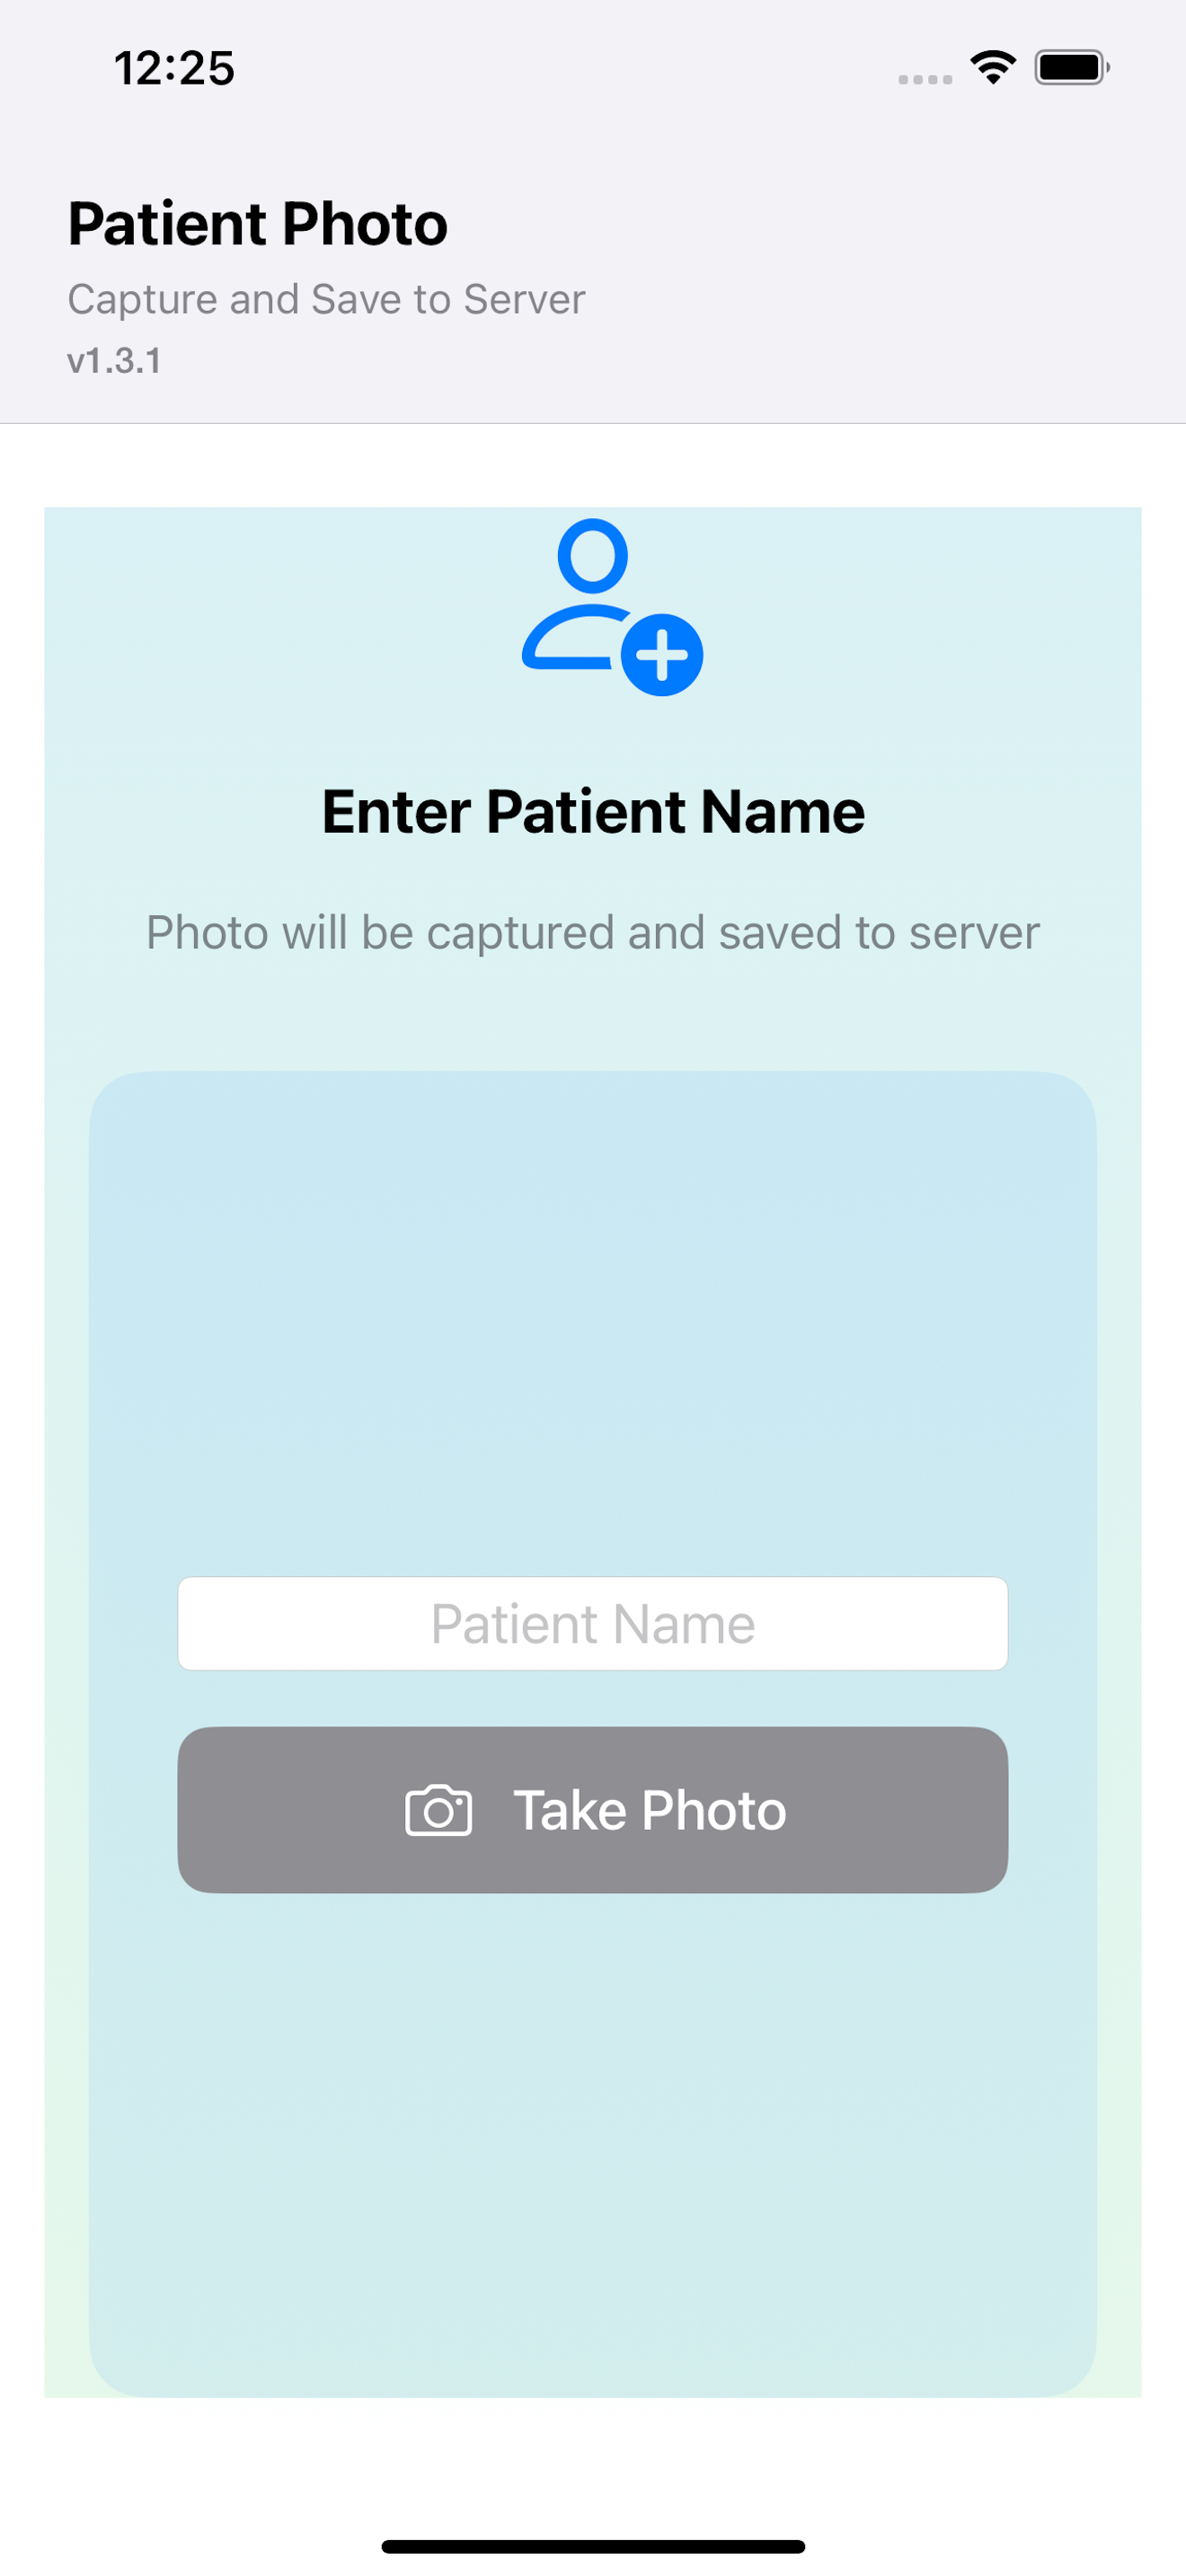 12:25
Patient Photo
Capture and Save to Server
v1.3.1
Enter Patient Name
Photo will be captured and saved to server
Patient Name
Take Photo